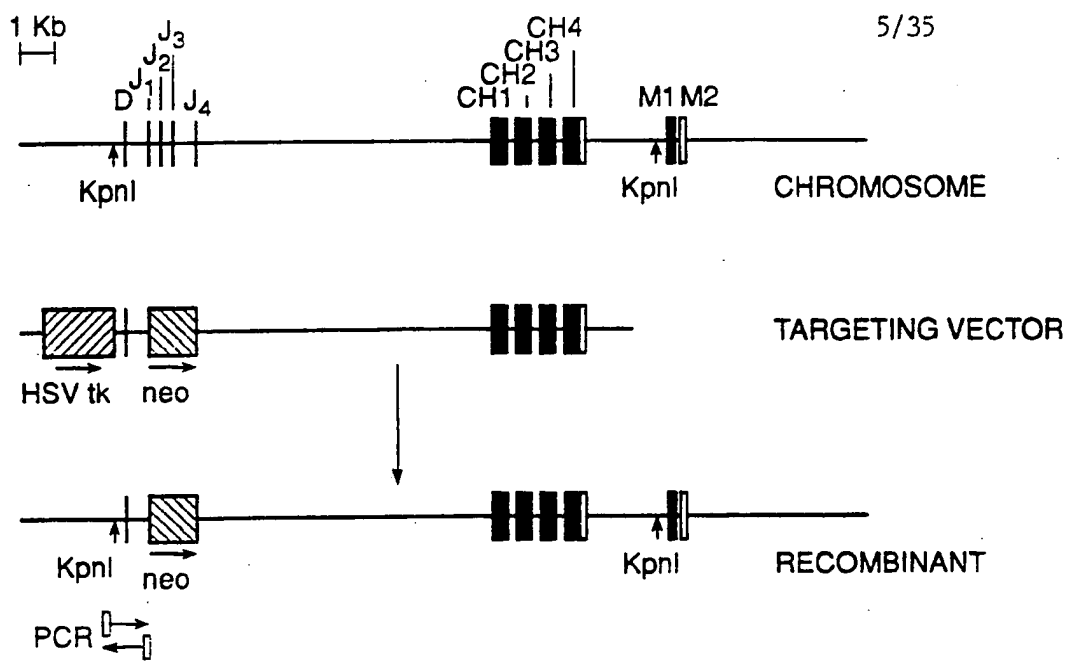 1 Kb
5/35
D J1 J2 J3 J4
CH1 CH2 CH3 CH4
M1 M2
KpnI
KpnI
CHROMOSOME
TARGETING VECTOR
HSV tk
neo
KpnI
neo
KpnI
RECOMBINANT
PCR